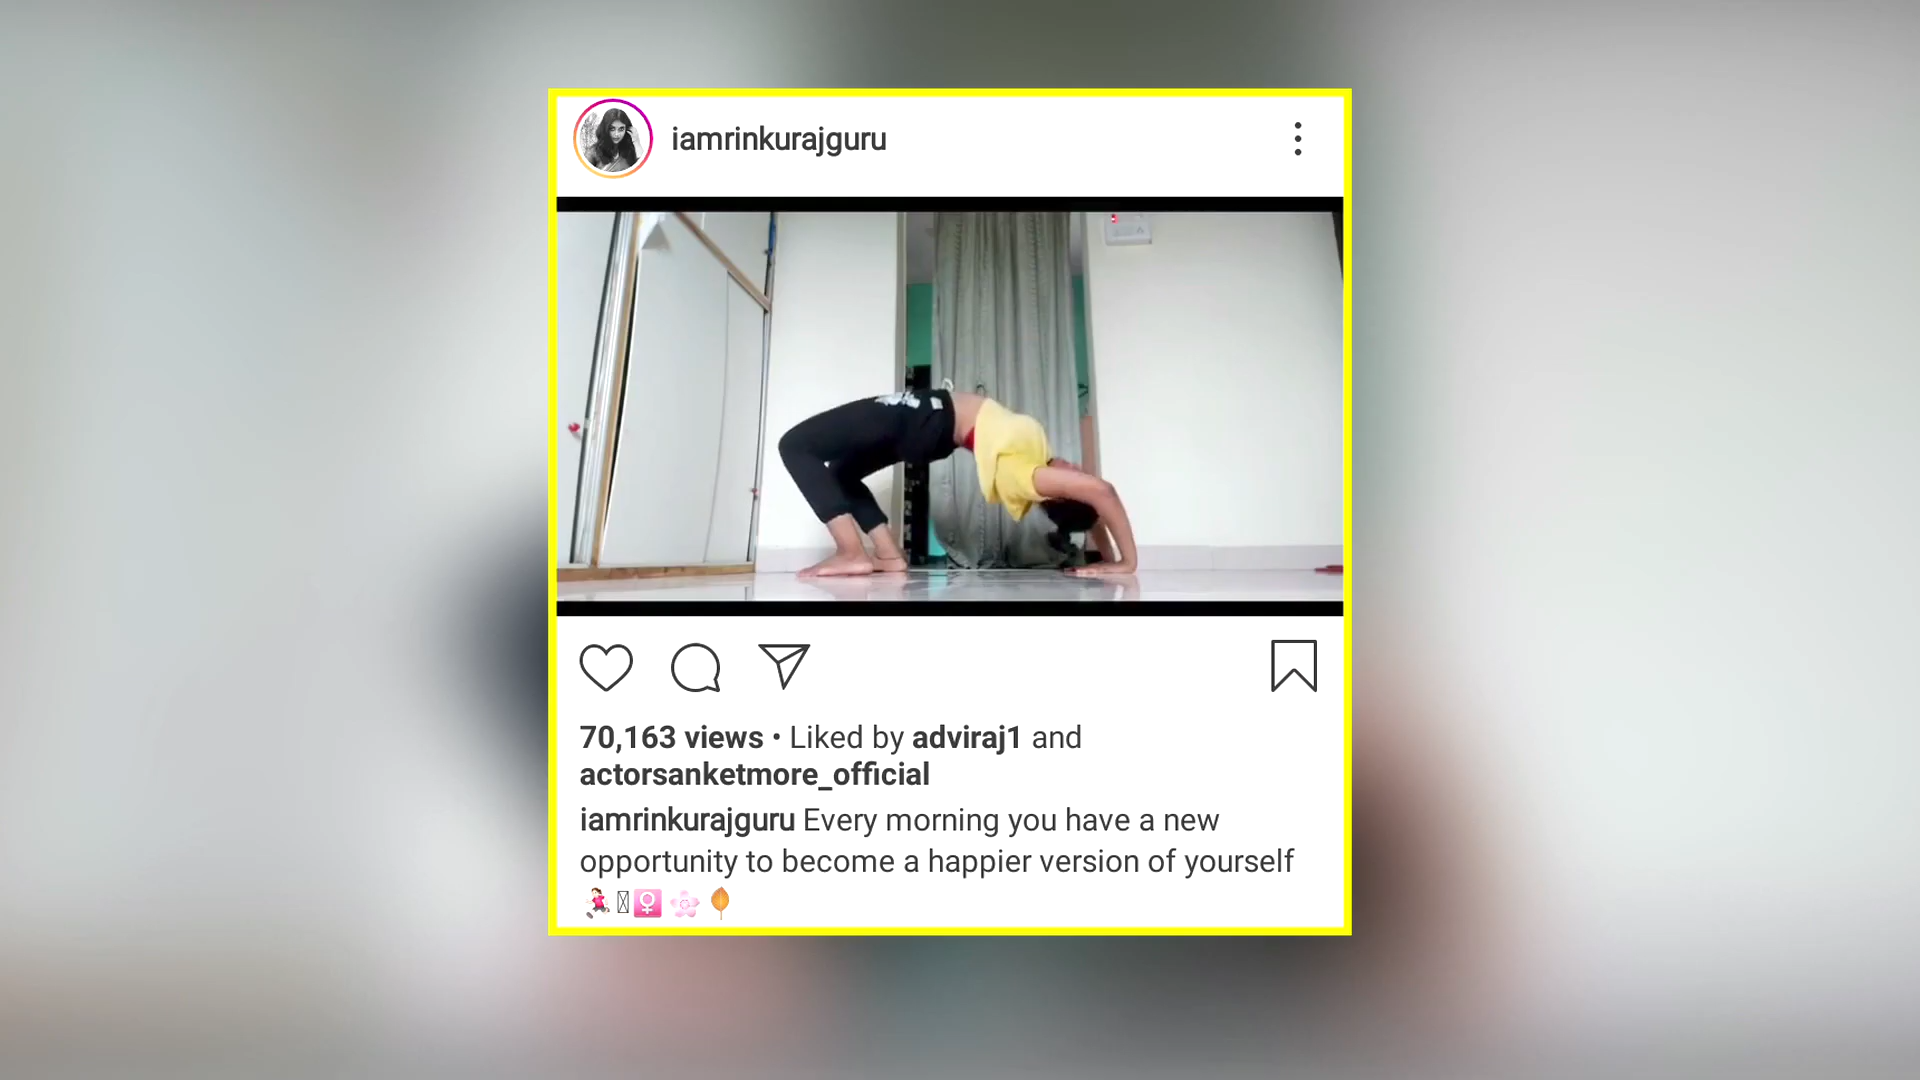 iamrinkurajguru
70,163 views • Liked by adviraj1 and
actorsanketmore_official
iamrinkurajguru Every morning you have a new
opportunity to become a happier version of yourself